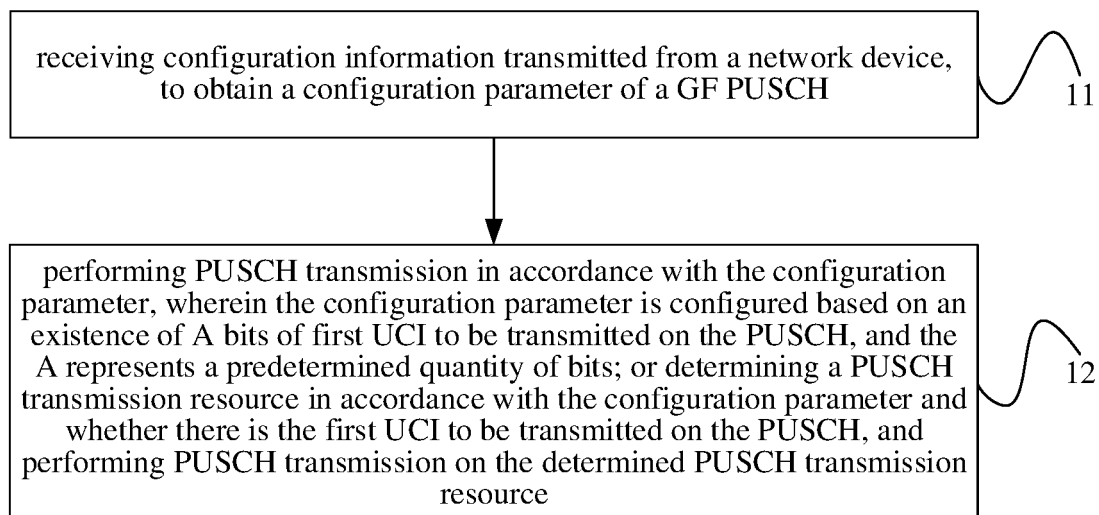 receiving configuration information transmitted from a network device,
to obtain a configuration parameter of a GF PUSCH
11
performing PUSCH transmission in accordance with the configuration
parameter, wherein the configuration parameter is configured based on an
existence of A bits of first UCI to be transmitted on the PUSCH, and the
A represents a predetermined quantity of bits; or determining a PUSCH
transmission resource in accordance with the configuration parameter and
whether there is the first UCI to be transmitted on the PUSCH, and
performing PUSCH transmission on the determined PUSCH transmission
resource
12